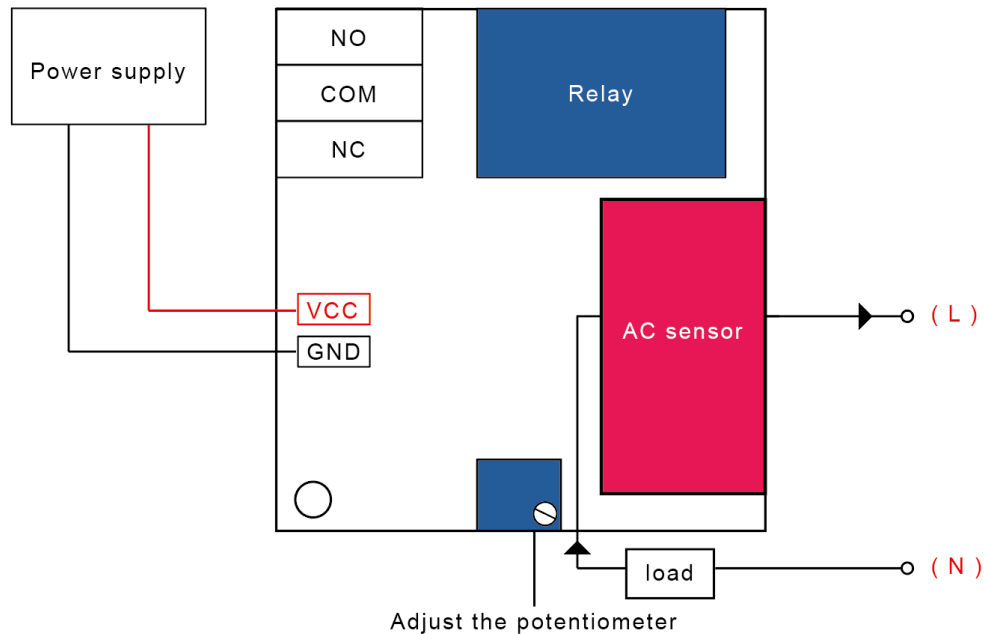 Power supply
NO
COM
NC
Relay
VCC
GND
AC sensor
( L )
load
( N )
Adjust the potentiometer